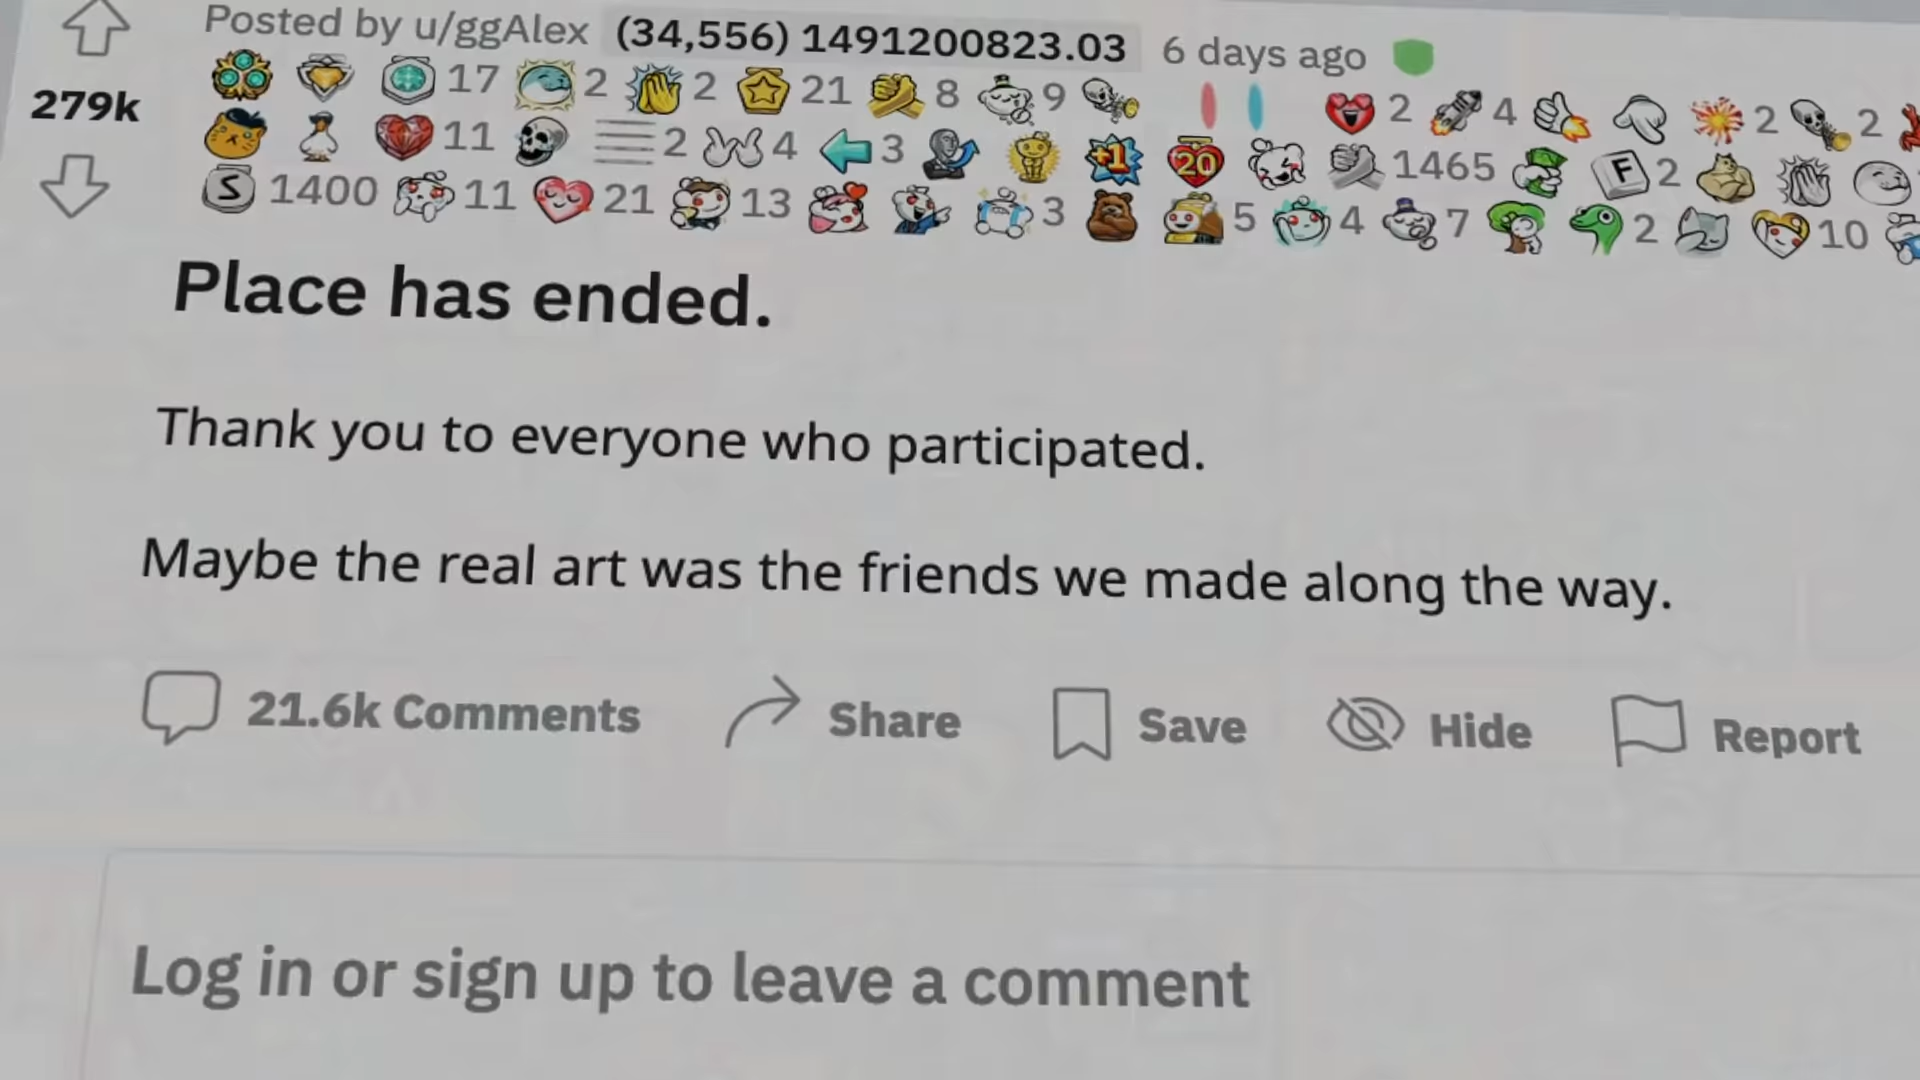 Posted by u/ggAlex (34,556) 1491200823.03 6 days ago
279k
17 2 2 21 8 9 2 4 2 2
11 2 4 3 +1 20 1465 F 2
S 1400 11 21 13 3 5 4 7 2 10
Place has ended.
Thank you to everyone who participated.
Maybe the real art was the friends we made along the way.
21.6k Comments Share Save Hide Report
Log in or sign up to leave a comment